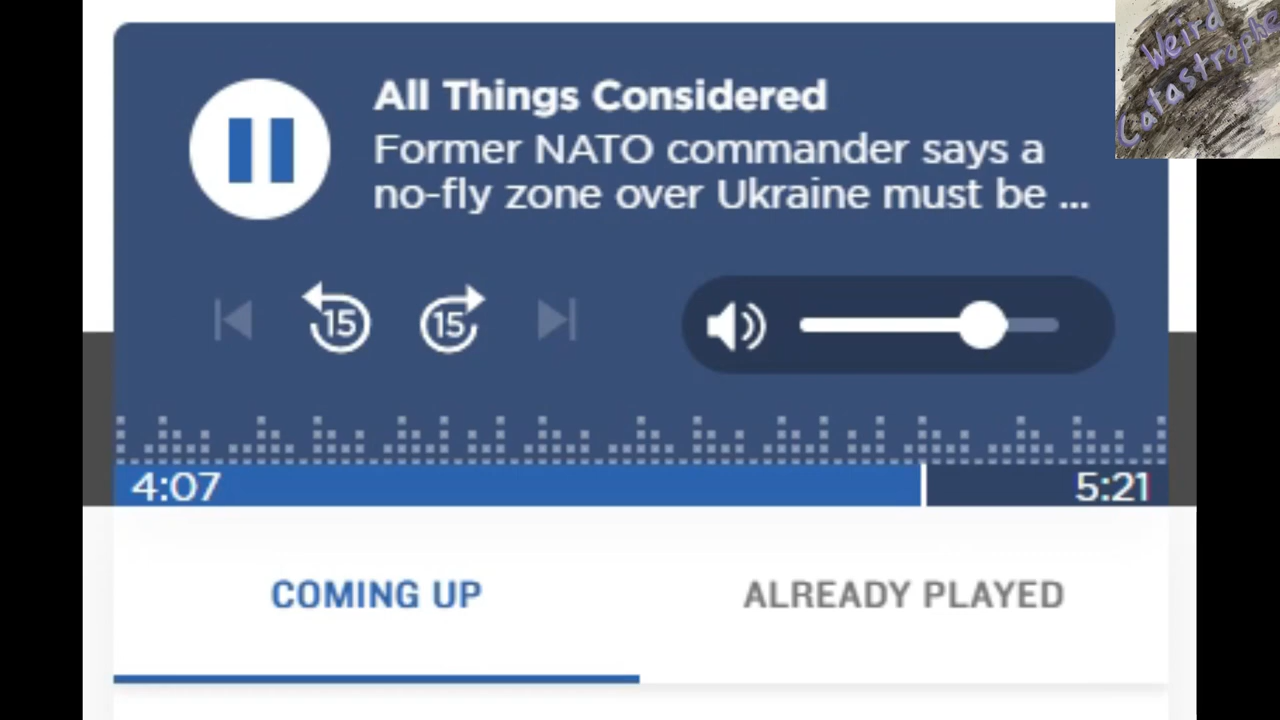 Weird
Catastrophe
All Things Considered
Former NATO commander says a
no-fly zone over Ukraine must be ...
15
15
4:07
5:21
COMING UP
ALREADY PLAYED